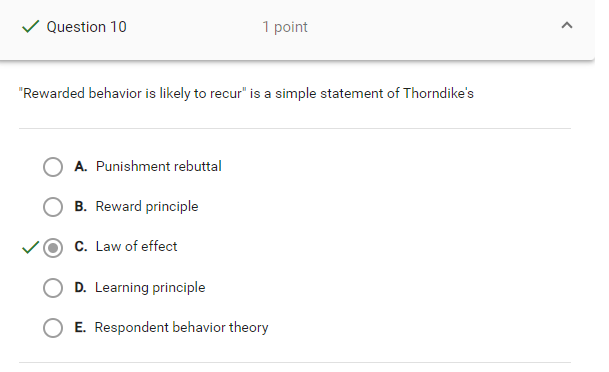 Question 10 1 point
"Rewarded behavior is likely to recur" is a simple statement of Thorndike's
A. Punishment rebuttal
B. Reward principle
C. Law of effect
D. Learning principle
E. Respondent behavior theory